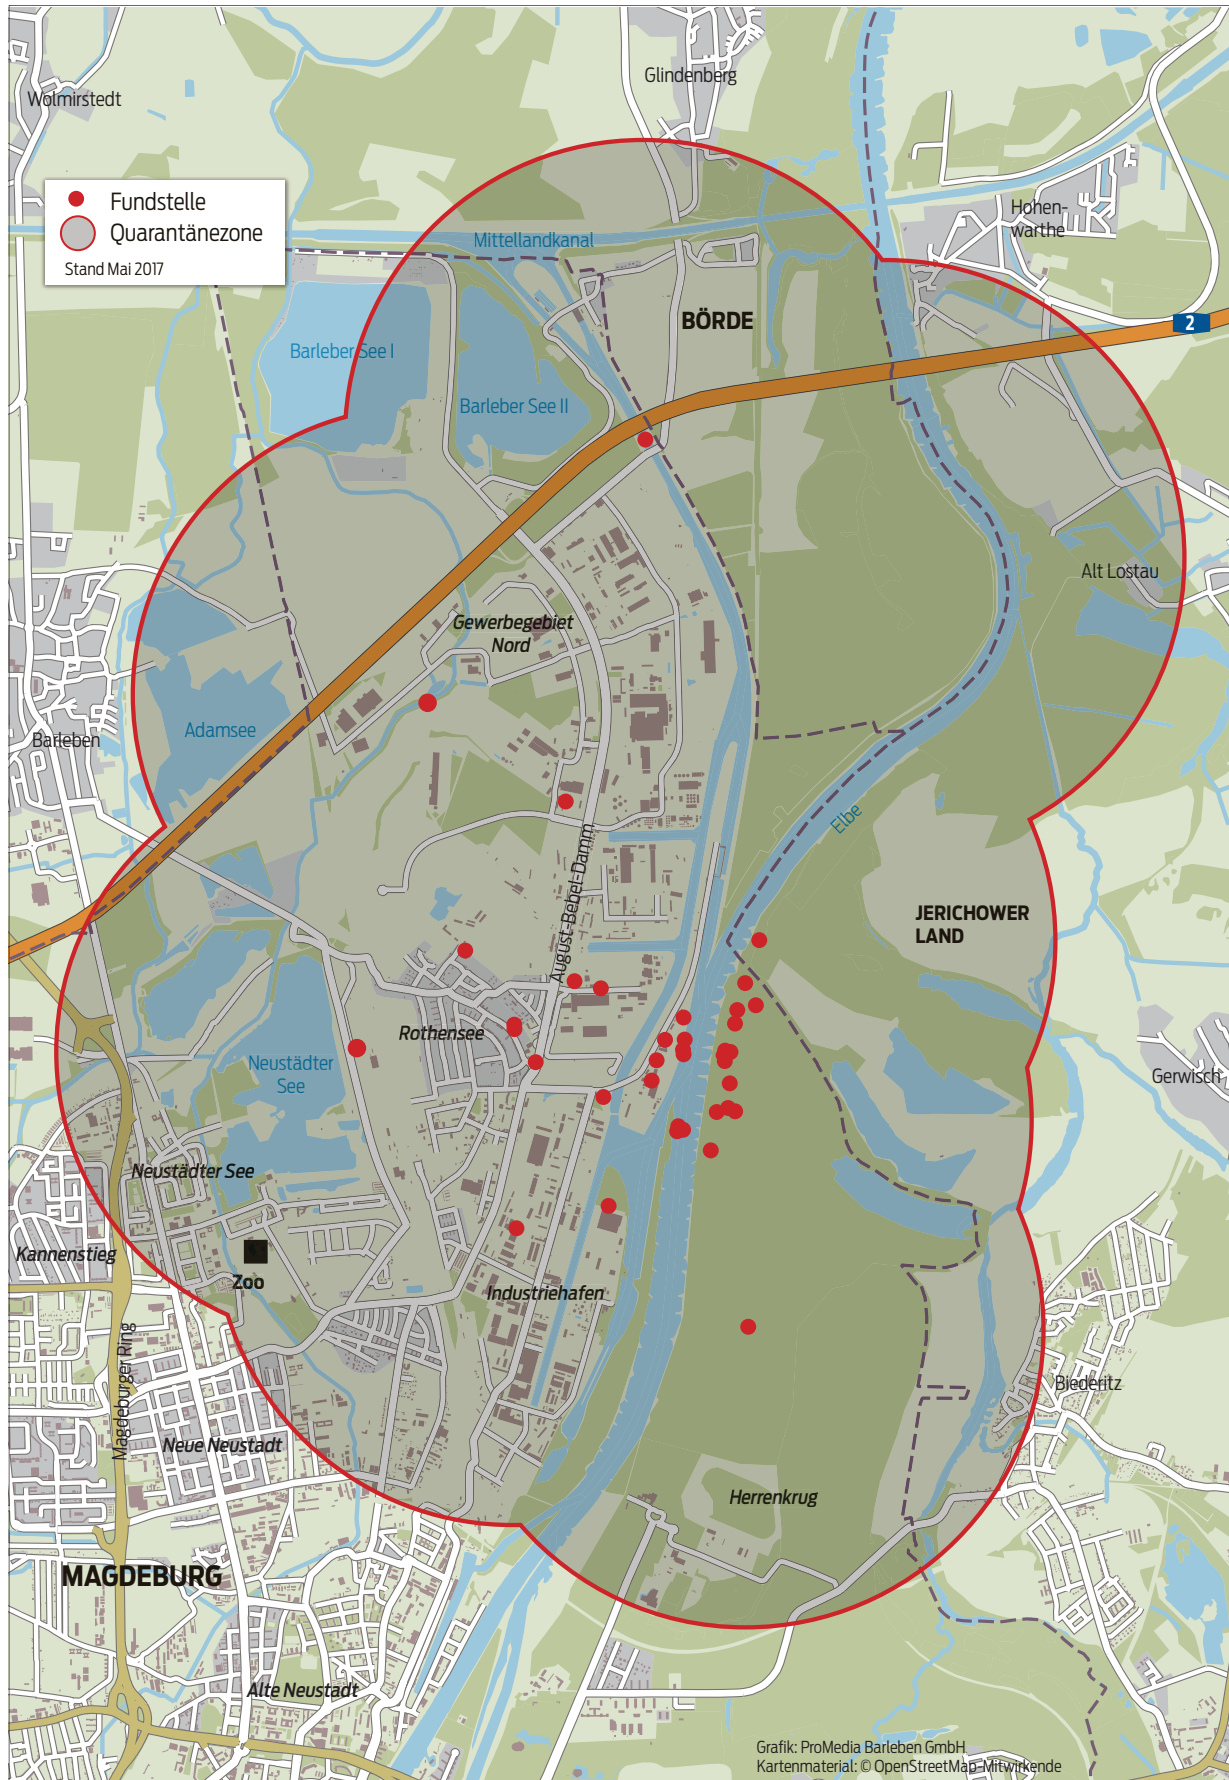 Glindenberg
Wolmirstedt
Fundstelle
Quarantänezone
Stand Mai 2017
Hohen-
warthe
Mittellandkanal
BÖRDE
2
Barleber See I
Barleber See II
Alt Lostau
Gewerbegebiet
Nord
Adamsee
Barleben
Elbe
August-Bebel-Damm
JERICHOWER
LAND
Rothensee
Neustädter
See
Gerwisch
Neustädter See
Kannenstieg
Zoo
Industriehafen
Magdeburger Ring
Biederitz
Neue Neustadt
Herrenkrug
MAGDEBURG
Alte Neustadt
Grafik: ProMedia Barleben GmbH
Kartenmaterial: © OpenStreetMap-Mitwirkende